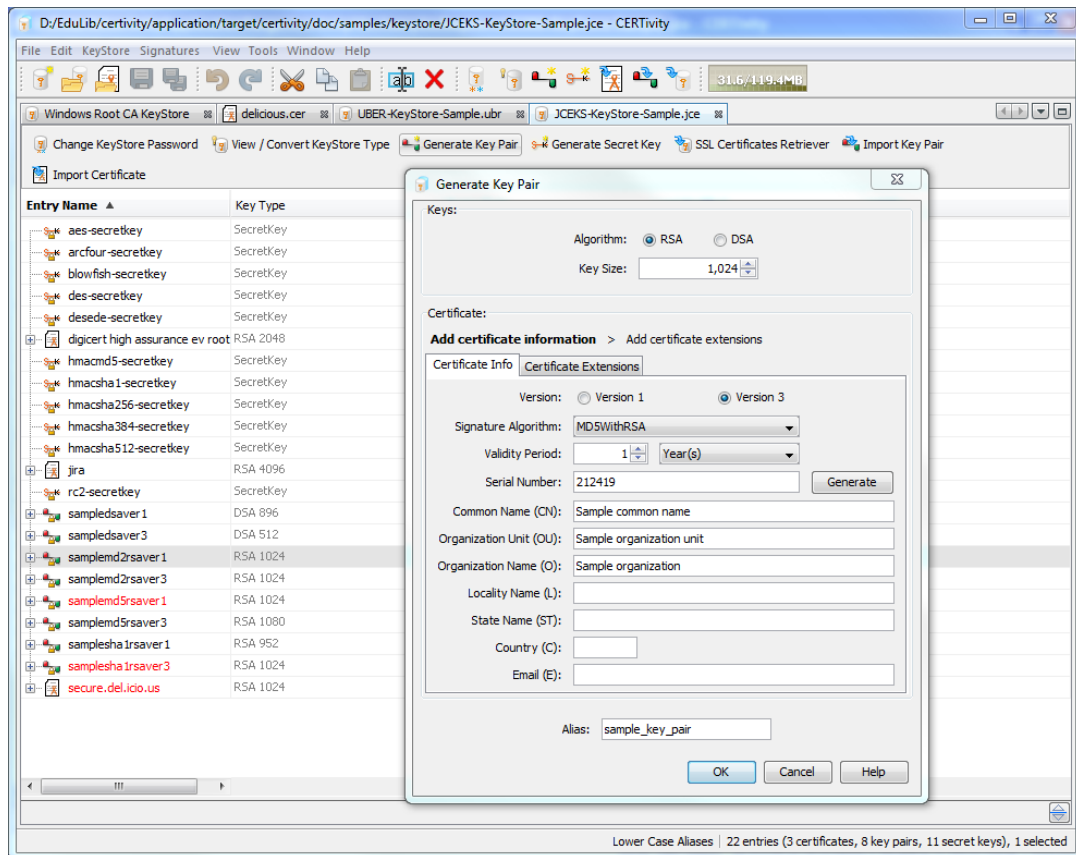 D:/EduLib/certivity/application/target/certivity/doc/samples/keystore/JCEKS-KeyStore-Sample.jce - CERTivity
File Edit KeyStore Signatures View Tools Window Help
31.6/119.4MB
Windows Root CA KeyStore delicious.cer UBER-KeyStore-Sample.ubr JCEKS-KeyStore-Sample.jce
Change KeyStore Password View / Convert KeyStore Type Generate Key Pair Generate Secret Key SSL Certificates Retriever Import Key Pair
Import Certificate
Entry Name Key Type
aes-secretkey SecretKey
arcfour-secretkey SecretKey
blowfish-secretkey SecretKey
des-secretkey SecretKey
desede-secretkey SecretKey
digicert high assurance ev root RSA 2048
hmacmd5-secretkey SecretKey
hmacsha1-secretkey SecretKey
hmacsha256-secretkey SecretKey
hmacsha384-secretkey SecretKey
hmacsha512-secretkey SecretKey
jira RSA 4096
rc2-secretkey SecretKey
sampledsaver1 DSA 896
sampledsaver3 DSA 512
samplemd2rsaver1 RSA 1024
samplemd2rsaver3 RSA 1024
samplemd5rsaver1 RSA 1024
samplemd5rsaver3 RSA 1080
samplesha1rsaver1 RSA 952
samplesha1rsaver3 RSA 1024
secure.del.icio.us RSA 1024
Generate Key Pair
Keys:
Algorithm: RSA DSA
Key Size: 1,024
Certificate:
Add certificate information > Add certificate extensions
Certificate Info Certificate Extensions
Version: Version 1 Version 3
Signature Algorithm: MD5WithRSA
Validity Period: 1 Year(s)
Serial Number: 212419 Generate
Common Name (CN): Sample common name
Organization Unit (OU): Sample organization unit
Organization Name (O): Sample organization
Locality Name (L):
State Name (ST):
Country (C):
Email (E):
Alias: sample_key_pair
OK Cancel Help
Lower Case Aliases 22 entries (3 certificates, 8 key pairs, 11 secret keys), 1 selected